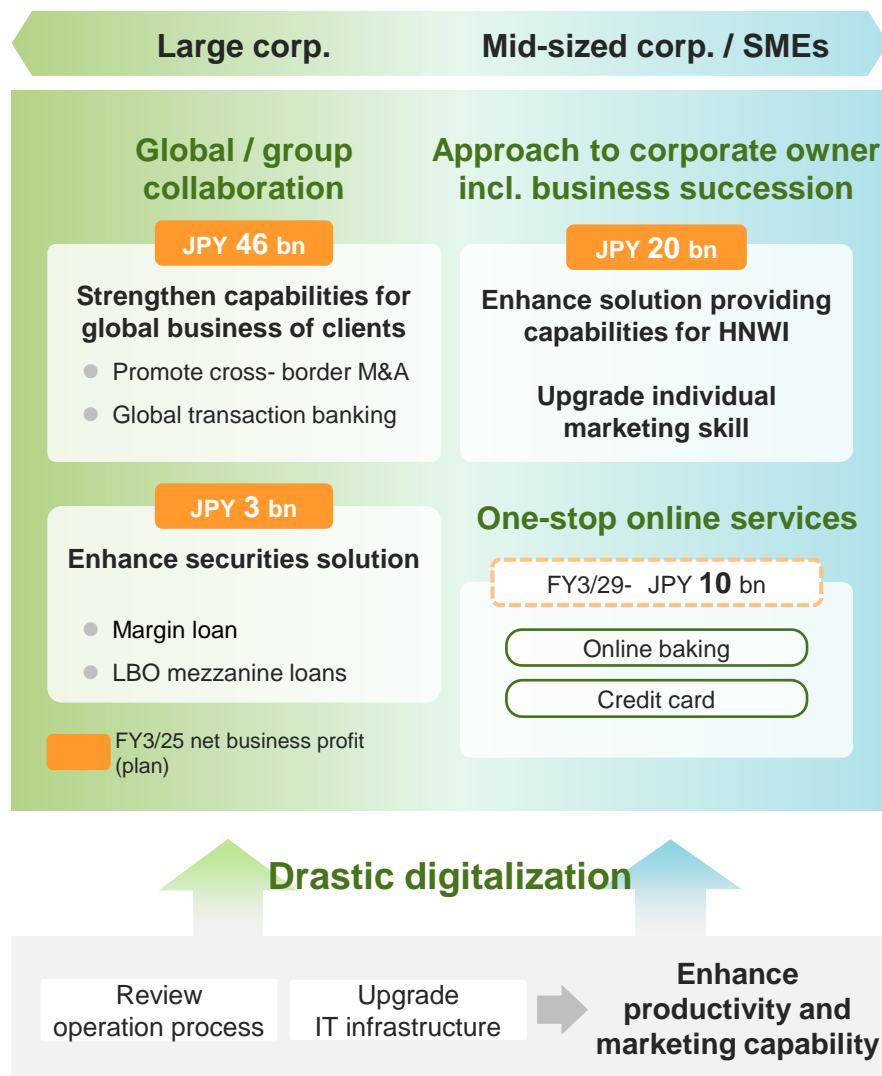 Large corp.
Mid-sized corp. / SMEs
Global / group
collaboration
JPY 46 bn
Strengthen capabilities for
global business of clients
Promote cross- border M&A
Global transaction banking
JPY 3 bn
Enhance securities solution
Margin loan
LBO mezzanine loans
FY3/25 net business profit
(plan)
Approach to corporate owner
incl. business succession
JPY 20 bn
Enhance solution providing
capabilities for HNWI
Upgrade individual
marketing skill
One-stop online services
FY3/29- JPY 10 bn
Online baking
Credit card
Drastic digitalization
Review
operation process
Upgrade
IT infrastructure
Enhance
productivity and
marketing capability